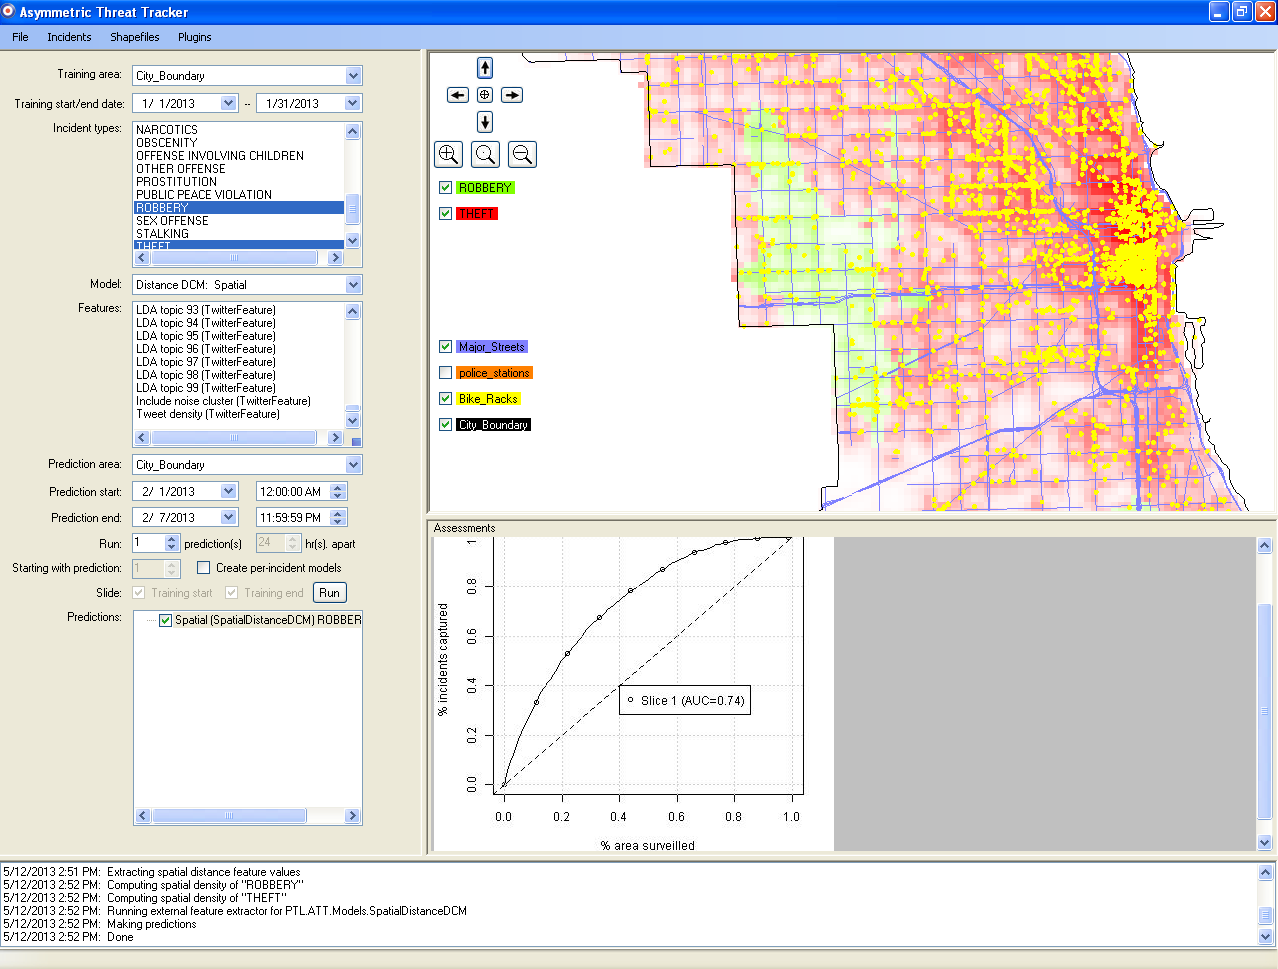 Asymmetric Threat Tracker
File Incidents Shapefiles Plugins
Training area: City_Boundary
Training start/end date: 1/ 1/2013 -- 1/31/2013
Incident types:
NARCOTICS
OBSCENITY
OFFENSE INVOLVING CHILDREN
OTHER OFFENSE
PROSTITUTION
PUBLIC PEACE VIOLATION
ROBBERY
SEX OFFENSE
STALKING
THEFT
Model: Distance DCM: Spatial
Features:
LDA topic 93 (TwitterFeature)
LDA topic 94 (TwitterFeature)
LDA topic 95 (TwitterFeature)
LDA topic 96 (TwitterFeature)
LDA topic 97 (TwitterFeature)
LDA topic 98 (TwitterFeature)
LDA topic 99 (TwitterFeature)
Include noise cluster (TwitterFeature)
Tweet density (TwitterFeature)
Prediction area: City_Boundary
Prediction start: 2/ 1/2013 12:00:00 AM
Prediction end: 2/ 7/2013 11:59:59 PM
Run: 1 prediction(s) 24 hr(s). apart
Starting with prediction: 1 Create per-incident models
Slide: Training start Training end Run
Predictions: Spatial (SpatialDistanceDCM) ROBBER
ROBBERY
THEFT
Major_Streets
police_stations
Bike_Racks
City_Boundary
Assessments
% incidents captured
1
0.8
0.6
0.4
0.2
0.0
Slice 1 (AUC=0.74)
0.0 0.2 0.4 0.6 0.8 1.0
% area surveilled
5/12/2013 2:51 PM: Extracting spatial distance feature values
5/12/2013 2:52 PM: Computing spatial density of "ROBBERY"
5/12/2013 2:52 PM: Computing spatial density of "THEFT"
5/12/2013 2:52 PM: Running external feature extractor for PTL.ATT.Models.SpatialDistanceDCM
5/12/2013 2:52 PM: Making predictions
5/12/2013 2:52 PM: Done